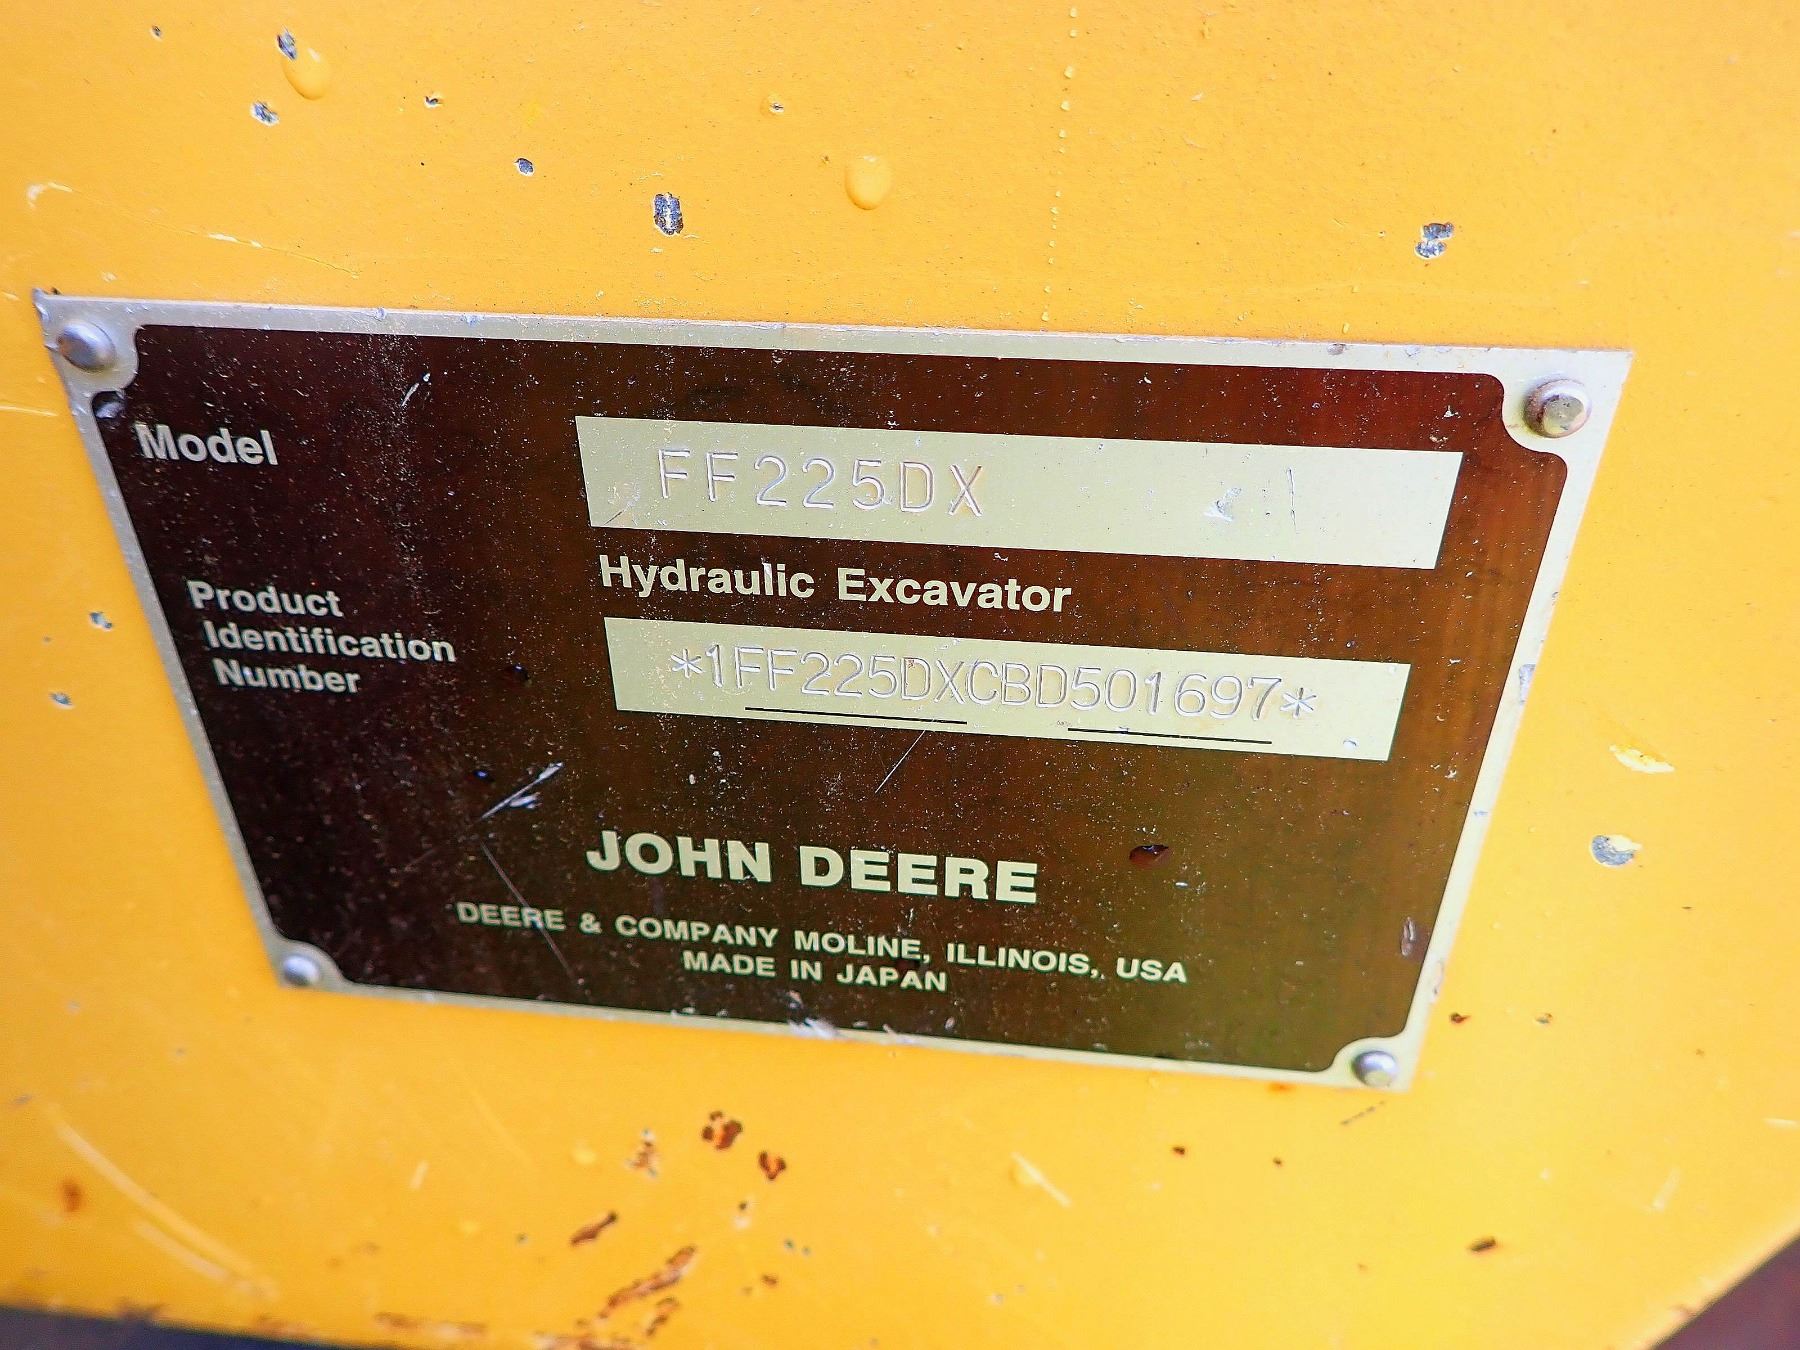 Model FF225DX
Hydraulic Excavator
Product
Identification
Number
*1FF225DXCBD501697*
JOHN DEERE
DEERE & COMPANY MOLINE, ILLINOIS, USA
MADE IN JAPAN